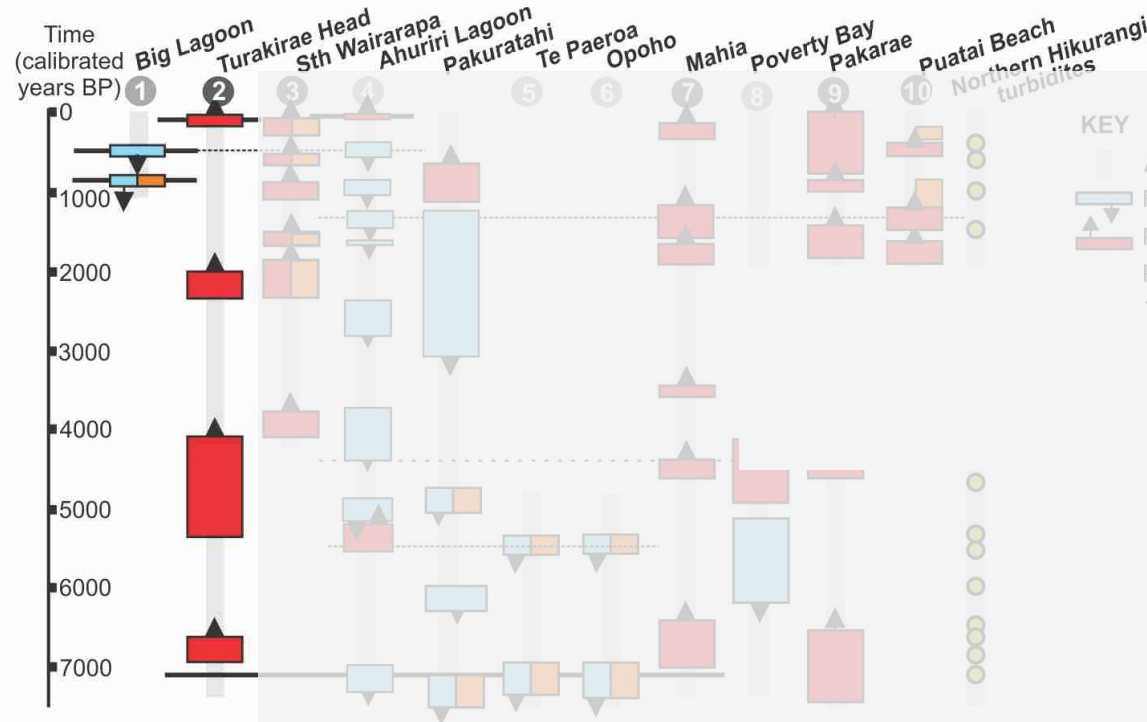 Time
(calibrated
years BP)
Big Lagoon
Turakirae Head
Sth Wairarapa
Ahuriri Lagoon
Pakuratahi
Te Paeroa
Opoho
Mahia
Poverty Bay
Pakarae
Puatai Beach
Northern Hikurangi
turbidites
1
2
3
4
5
6
7
8
9
10
KEY
0
1000
2000
3000
4000
5000
6000
7000